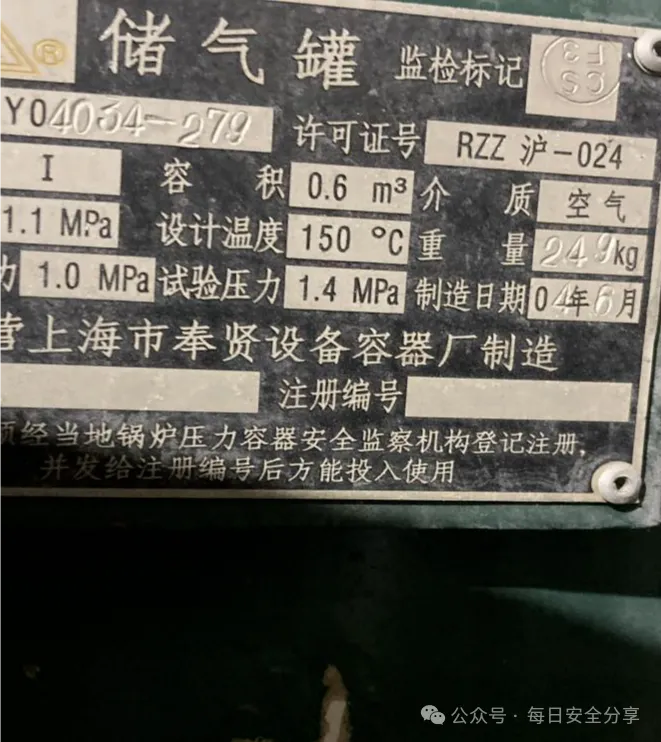 储气罐 监检标记 CS
Y04034-279 许可证号 RZZ 沪-024
I 容积 0.6 m³ 介质 空气
1.1 MPa 设计温度 150 ℃ 重量 249kg
力 1.0 MPa 试验压力 1.4 MPa 制造日期 04年6月
营上海市奉贤设备容器厂制造
注册编号
须经当地锅炉压力容器安全监察机构登记注册,
并发给注册编号后方能投入使用
公众号·每日安全分享